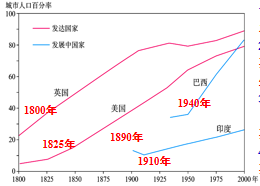 城市人口百分率
100
发达国家
发展中国家
80
巴西
60
英国
1800年
美国
1940年
40
1825年
1890年
印度
20
1910年
0
1800
1825
1850
1875
1900
1925
1950
1975
2000 年